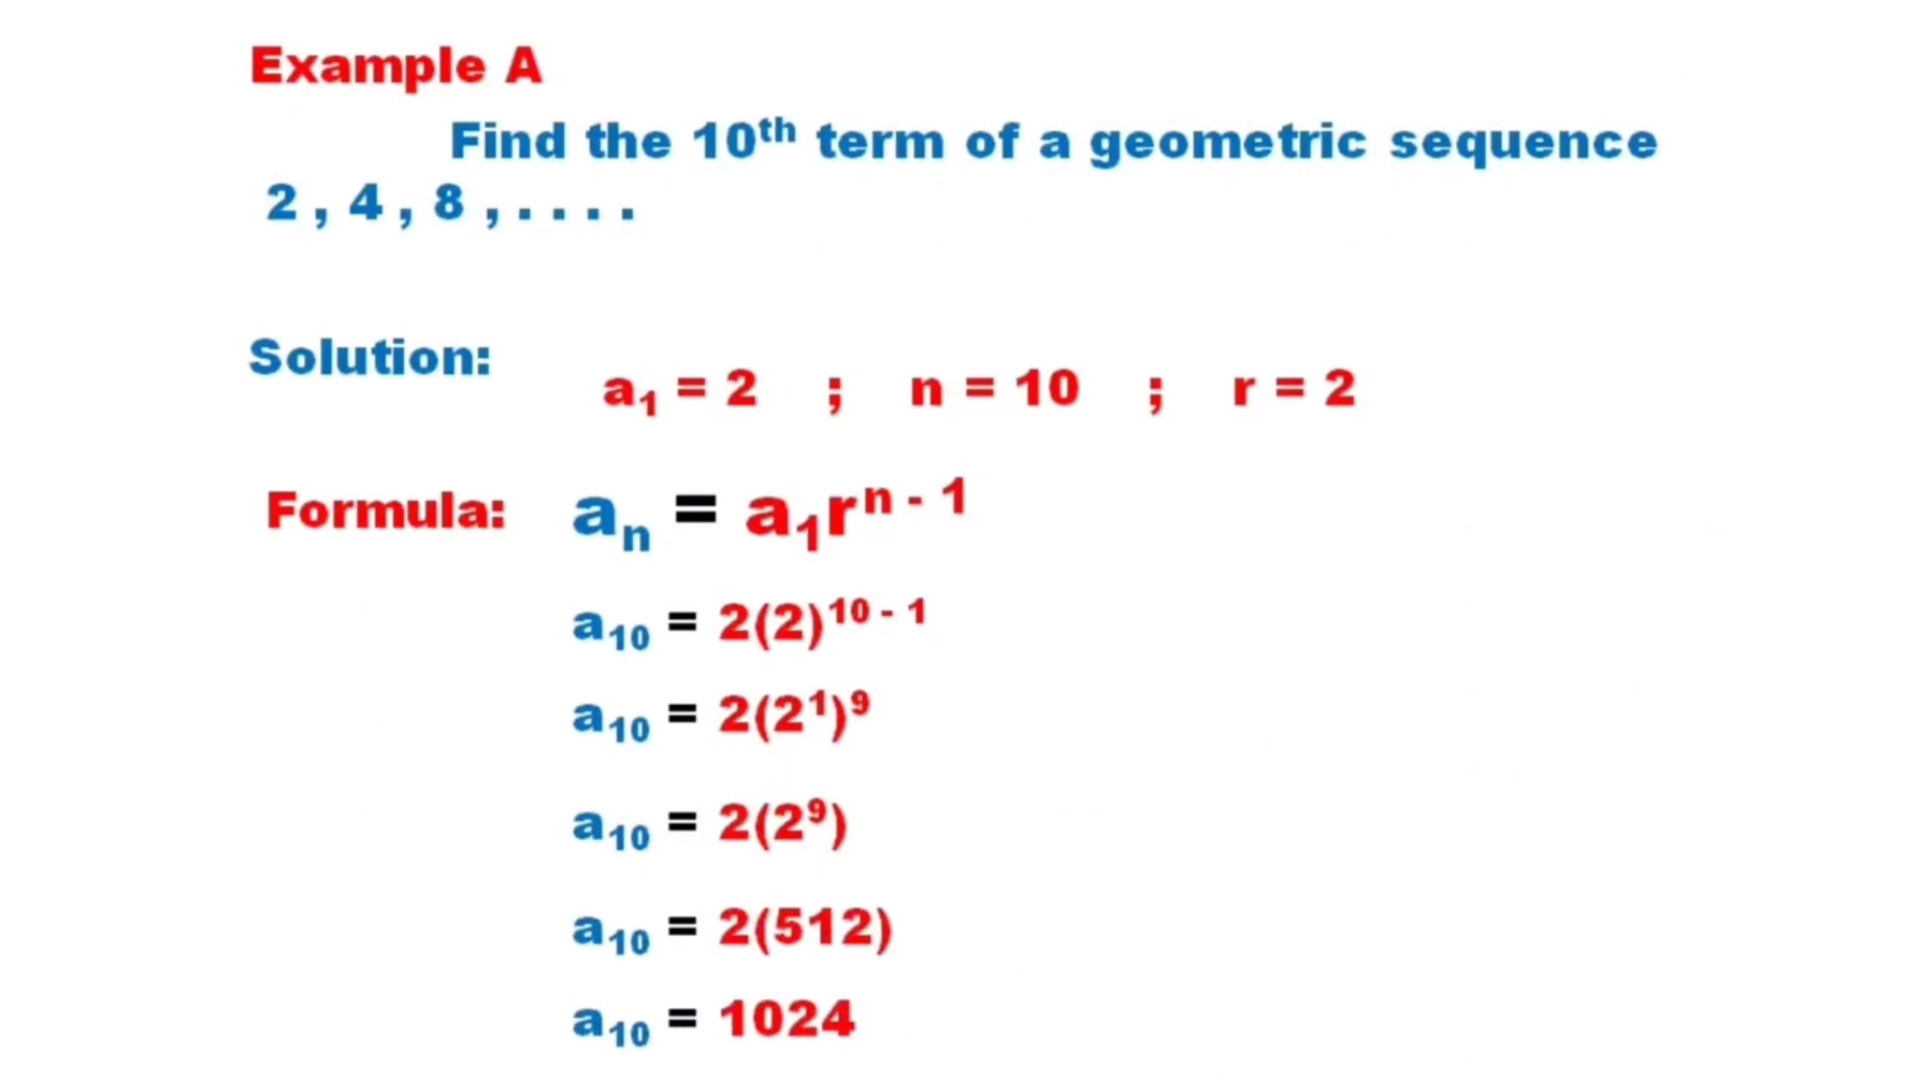 Example A
Find the 10th term of a geometric sequence
2 , 4 , 8 , . . . .
Solution:
a₁ = 2 ; n = 10 ; r = 2
Formula: aₙ = a₁rⁿ ⁻ ¹
a₁₀ = 2(2)¹⁰ ⁻ ¹
a₁₀ = 2(2¹)⁹
a₁₀ = 2(2⁹)
a₁₀ = 2(512)
a₁₀ = 1024